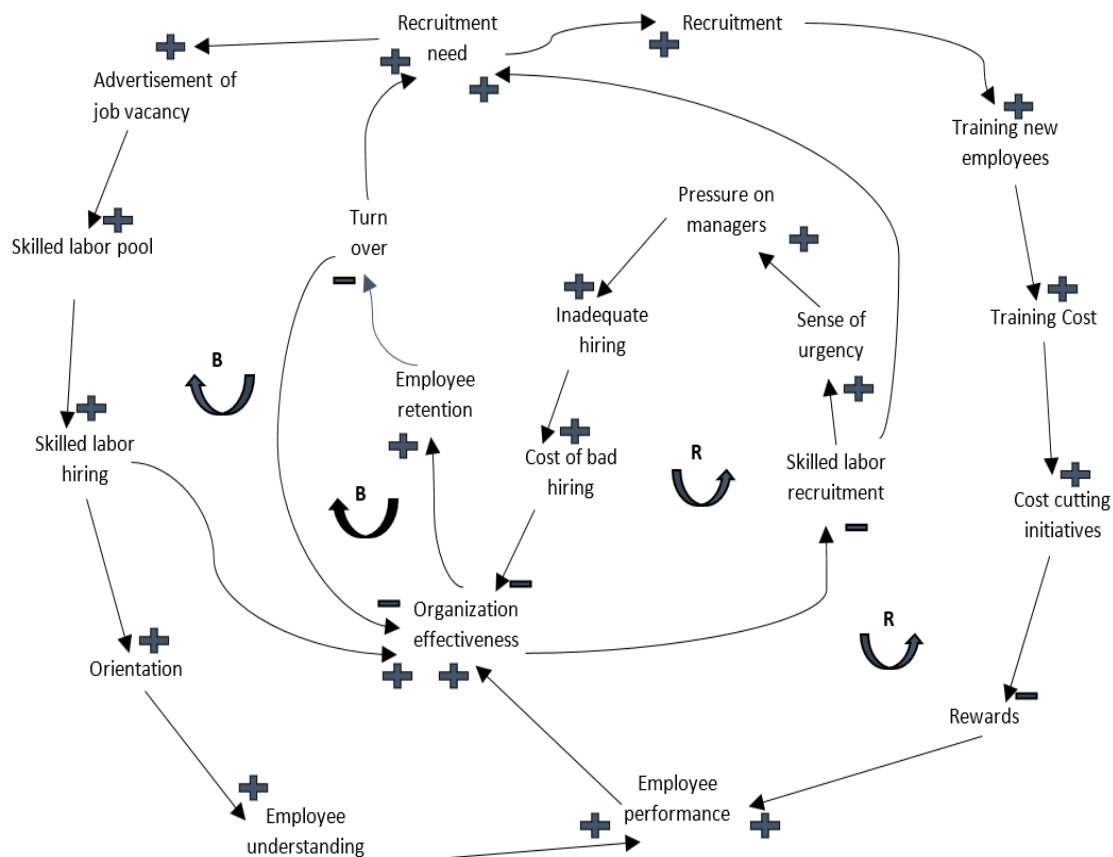 Recruitment
need
Recruitment
Advertisement of
job vacancy
Training new
employees
Pressure on
managers
Turn
over
Skilled labor pool
Inadequate
hiring
Sense of
urgency
Training Cost
B
Employee
retention
Skilled labor
hiring
Cost of bad
hiring
R
Skilled labor
recruitment
B
Cost cutting
initiatives
Organization
effectiveness
R
Orientation
Rewards
Employee
performance
Employee
understanding